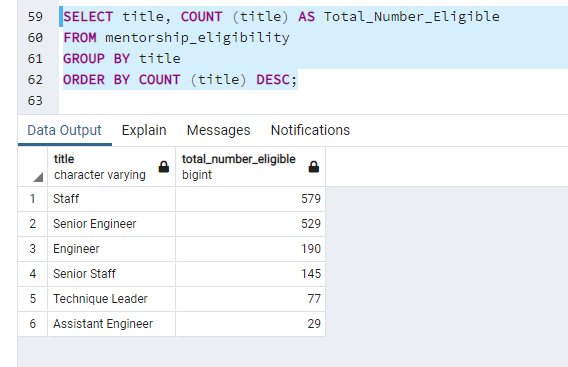 59 SELECT title, COUNT (title) AS Total_Number_Eligible
60 FROM mentorship_eligibility
61 GROUP BY title
62 ORDER BY COUNT (title) DESC;
63
Data Output Explain Messages Notifications
title total_number_eligible
character varying bigint
1 Staff 579
2 Senior Engineer 529
3 Engineer 190
4 Senior Staff 145
5 Technique Leader 77
6 Assistant Engineer 29